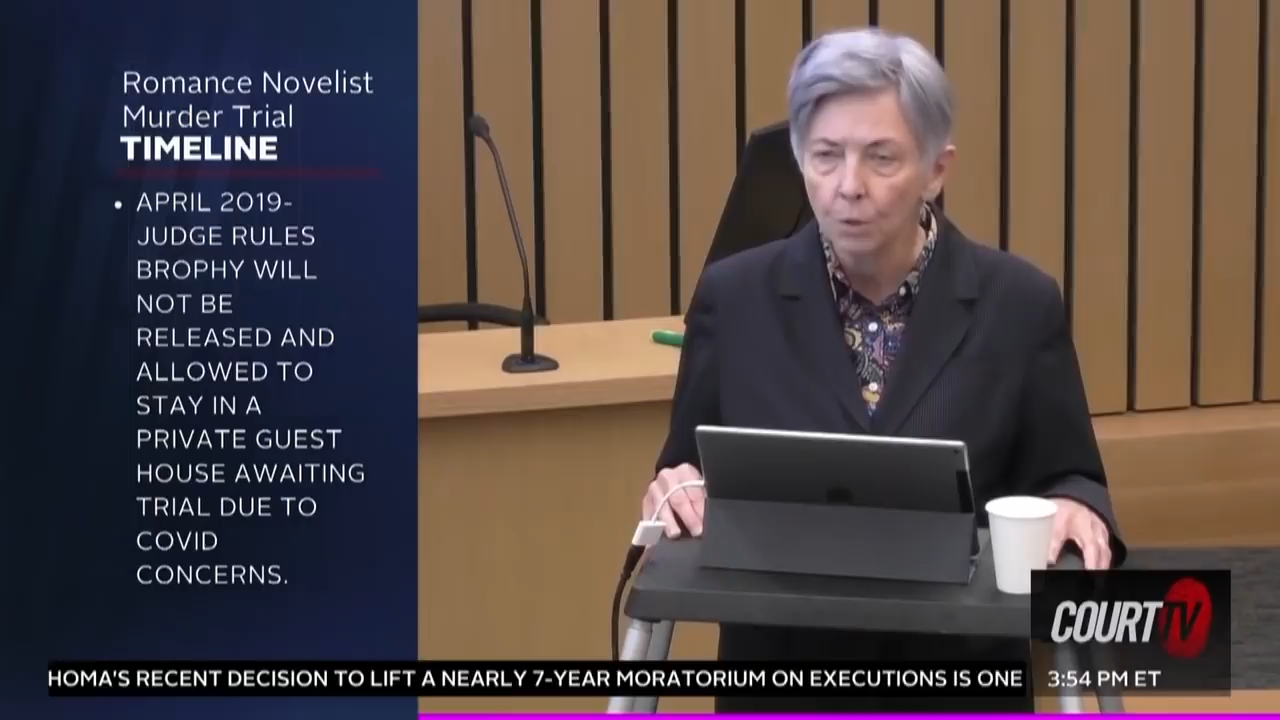 Romance Novelist
Murder Trial
TIMELINE
• APRIL 2019-
JUDGE RULES
BROPHY WILL
NOT BE
RELEASED AND
ALLOWED TO
STAY IN A
PRIVATE GUEST
HOUSE AWAITING
TRIAL DUE TO
COVID
CONCERNS.
COURT TV
HOMA'S RECENT DECISION TO LIFT A NEARLY 7-YEAR MORATORIUM ON EXECUTIONS IS ONE
3:54 PM ET